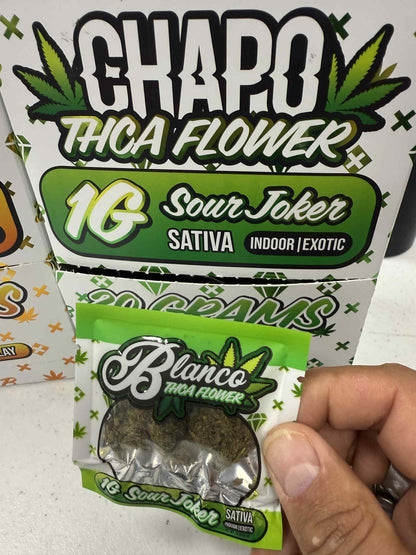 CHAPO
THCA FLOWER
1G Sour Joker
SATIVA INDOOR|EXOTIC
GRAMS
Blanco
THCA FLOWER
1G Sour Joker
SATIVA
INDOOR|EXOTIC